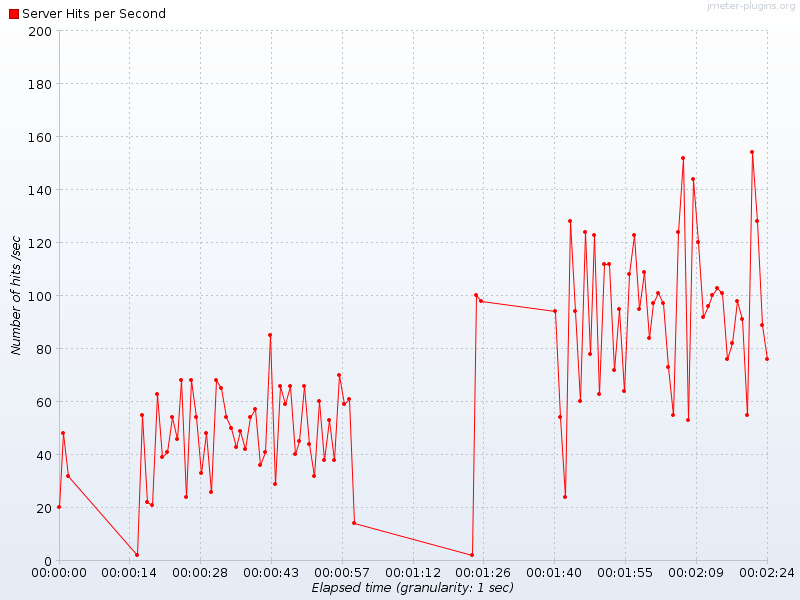 jmeter-plugins.org
Server Hits per Second
200
180
160
140
120
100
80
60
40
20
0
Number of hits /sec
00:00:00 00:00:14 00:00:28 00:00:43 00:00:57 00:01:12 00:01:26 00:01:40 00:01:55 00:02:09 00:02:24
Elapsed time (granularity: 1 sec)